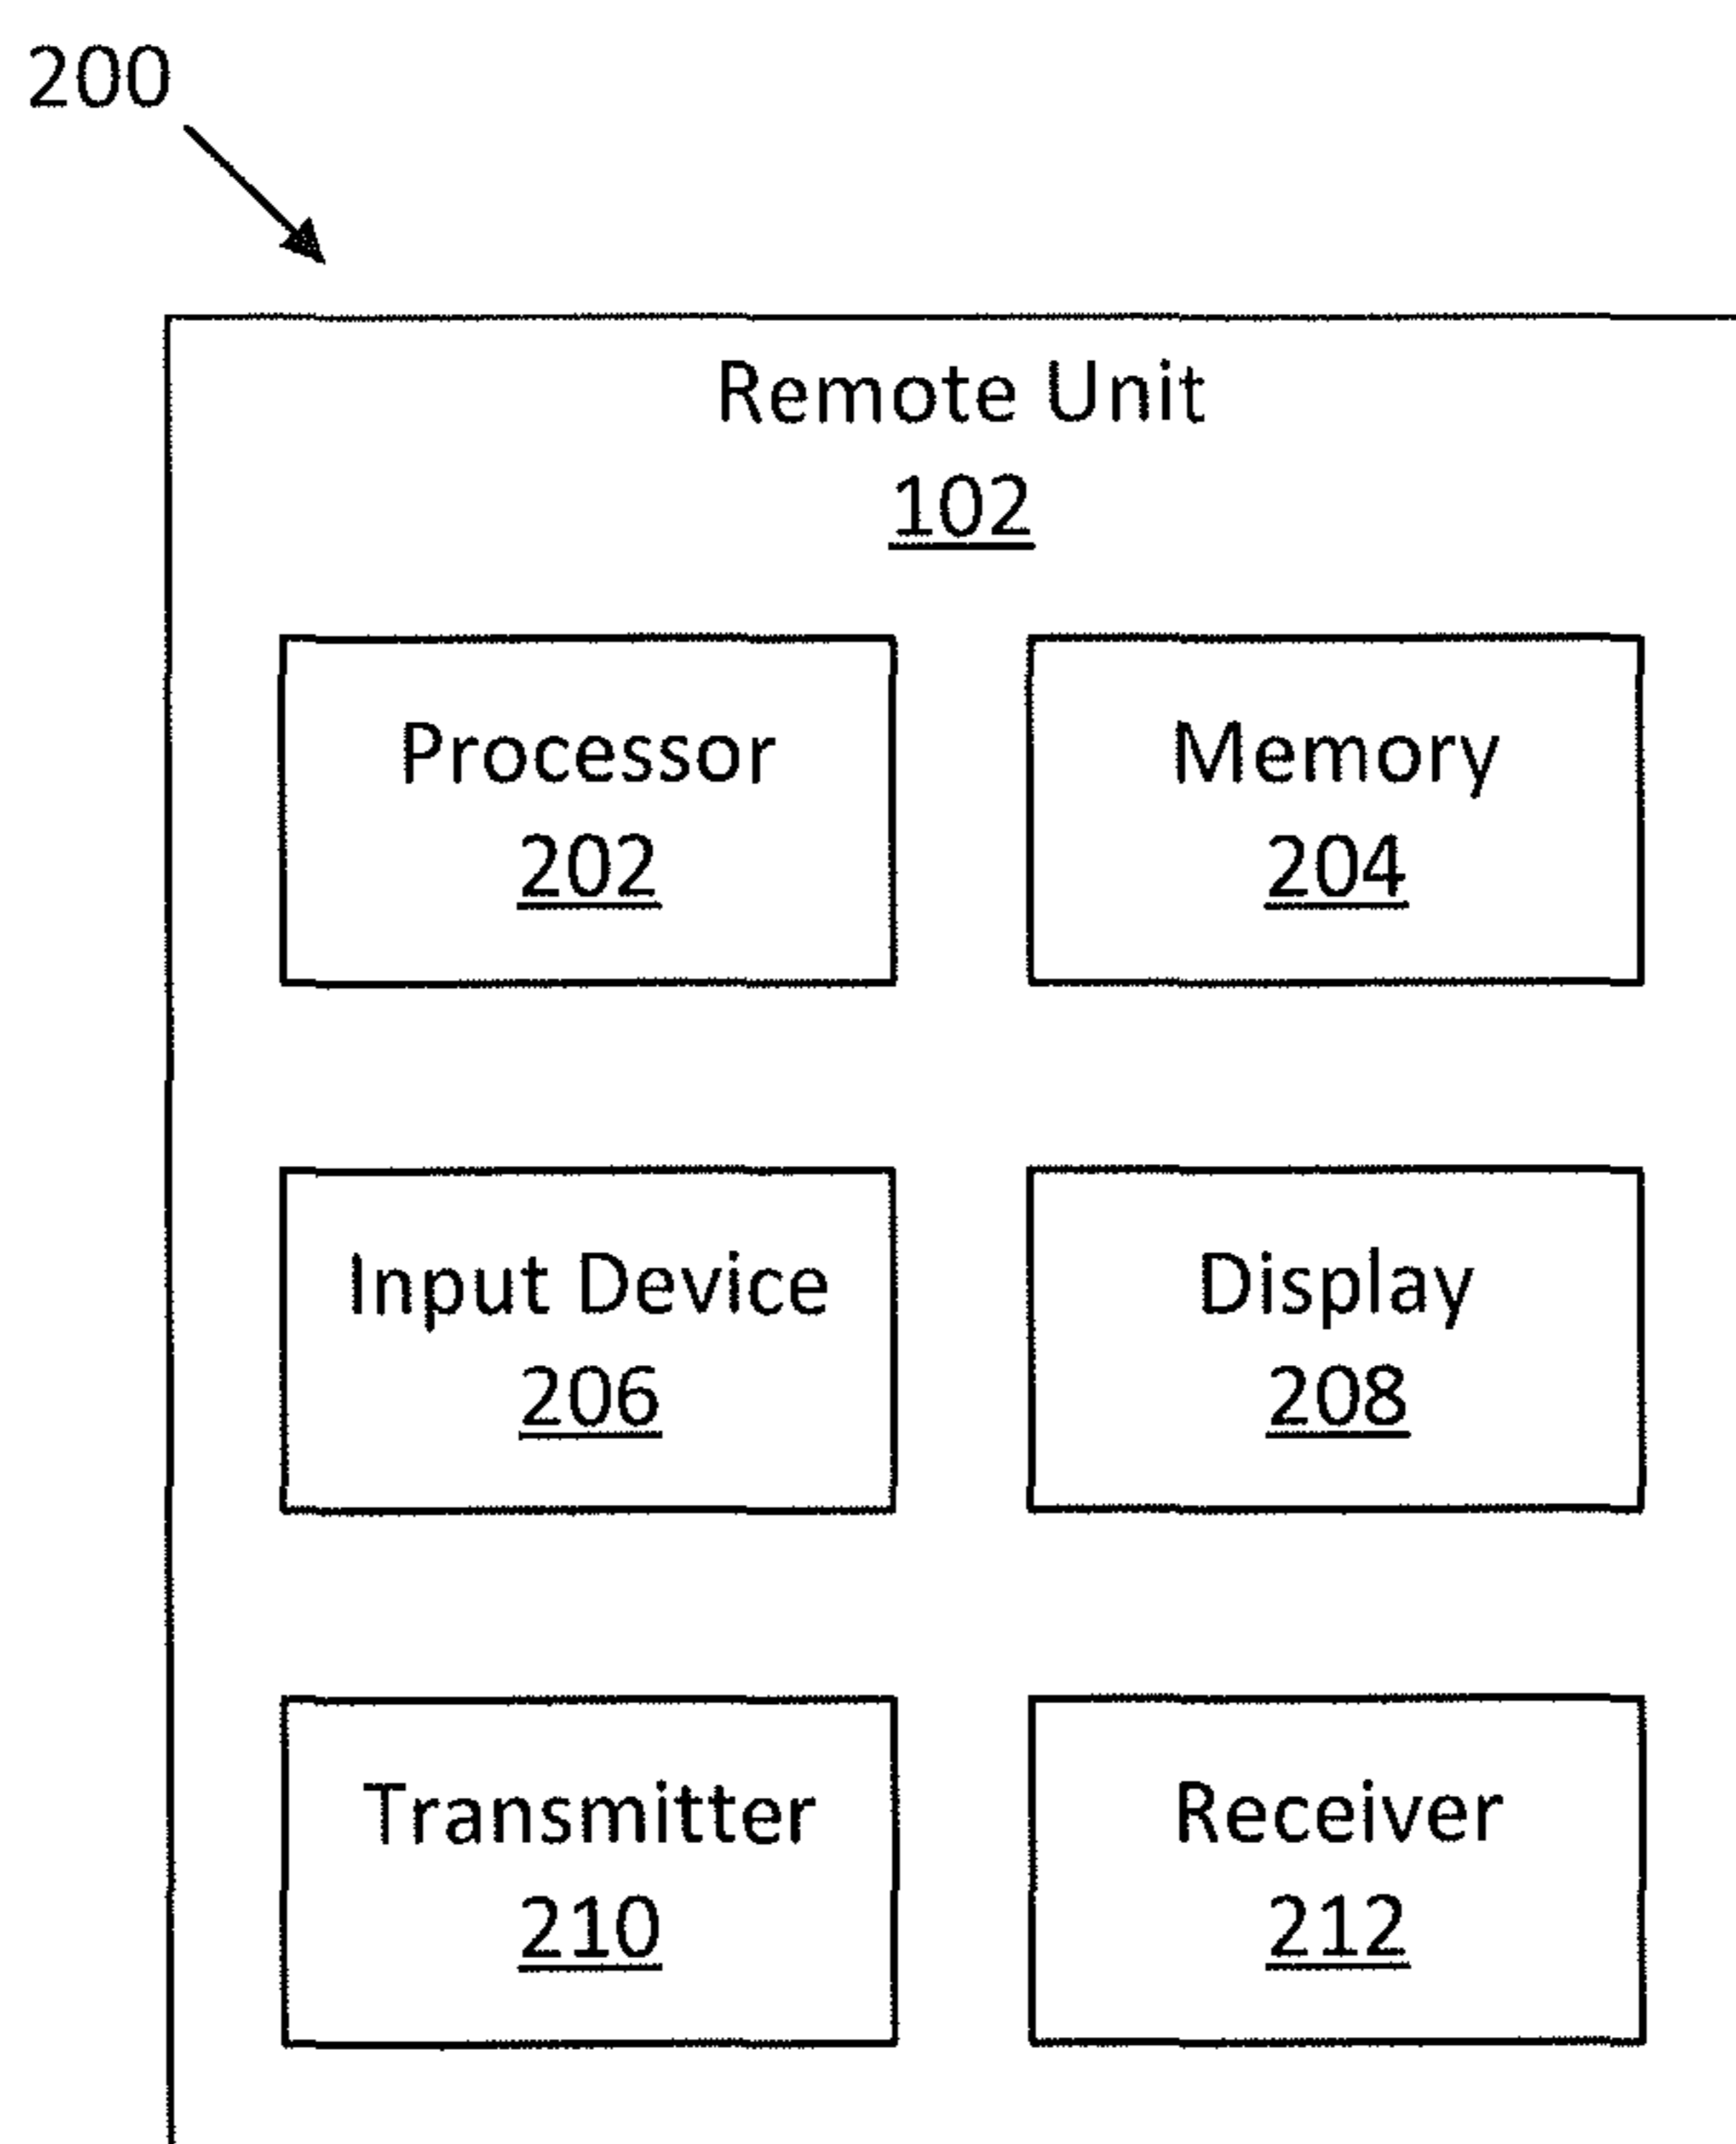 200
Remote Unit
102
Processor
202
Memory
204
Input Device
206
Display
208
Transmitter
210
Receiver
212